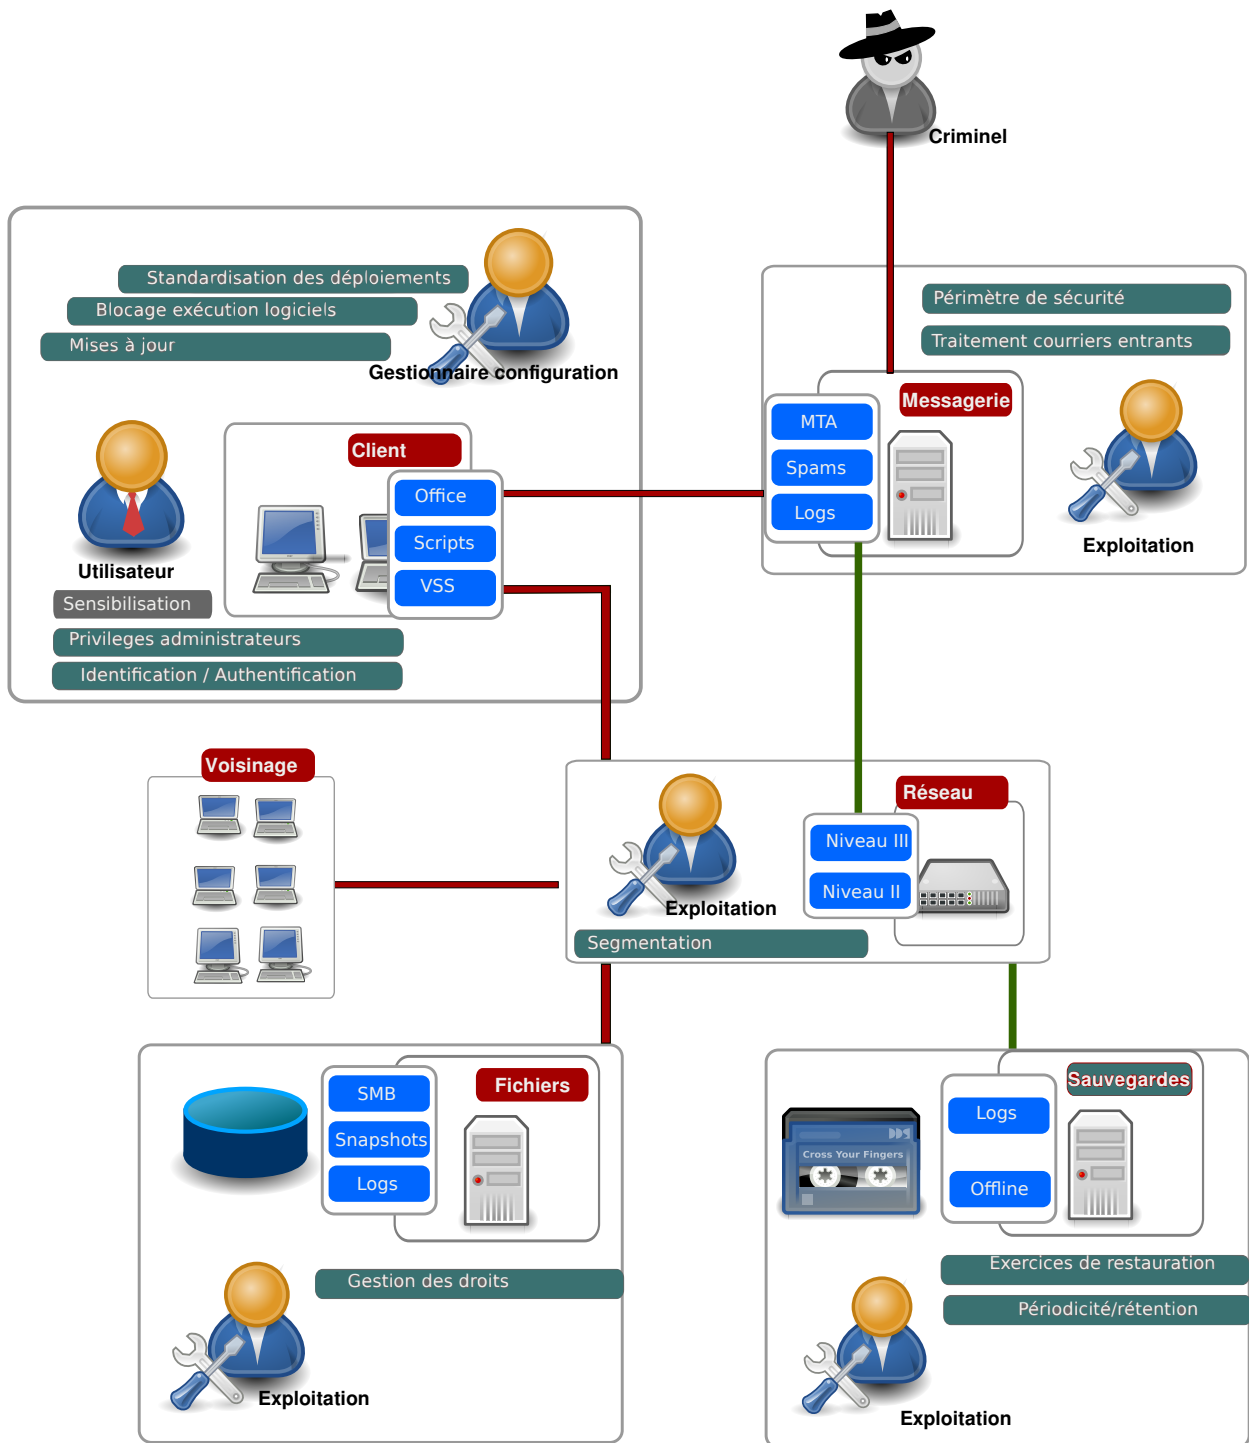 Criminel
Standardisation des déploiements
Blocage exécution logiciels
Mises à jour
Gestionnaire configuration
Périmètre de sécurité
Traitement courriers entrants
Messagerie
MTA
Spams
Logs
Exploitation
Client
Office
Scripts
VSS
Utilisateur
Sensibilisation
Privileges administrateurs
Identification / Authentification
Voisinage
Réseau
Niveau III
Niveau II
Exploitation
Segmentation
Fichiers
SMB
Snapshots
Logs
Gestion des droits
Exploitation
Sauvegardes
Logs
Offline
DDS
Cross Your Fingers
Exercices de restauration
Périodicité/rétention
Exploitation